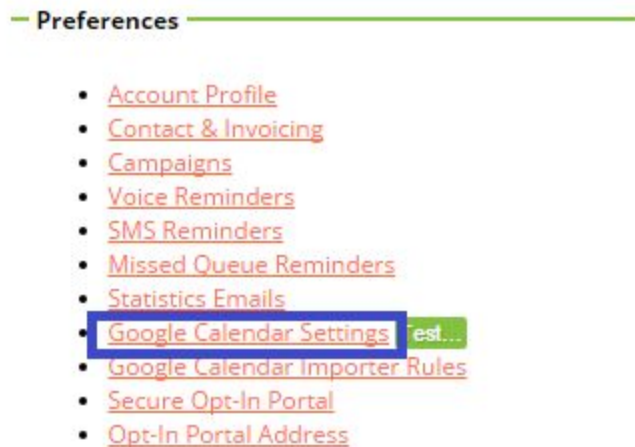 Preferences
Account Profile
Contact & Invoicing
Campaigns
Voice Reminders
SMS Reminders
Missed Queue Reminders
Statistics Emails
Google Calendar Settings Test...
Google Calendar Importer Rules
Secure Opt-In Portal
Opt-In Portal Address